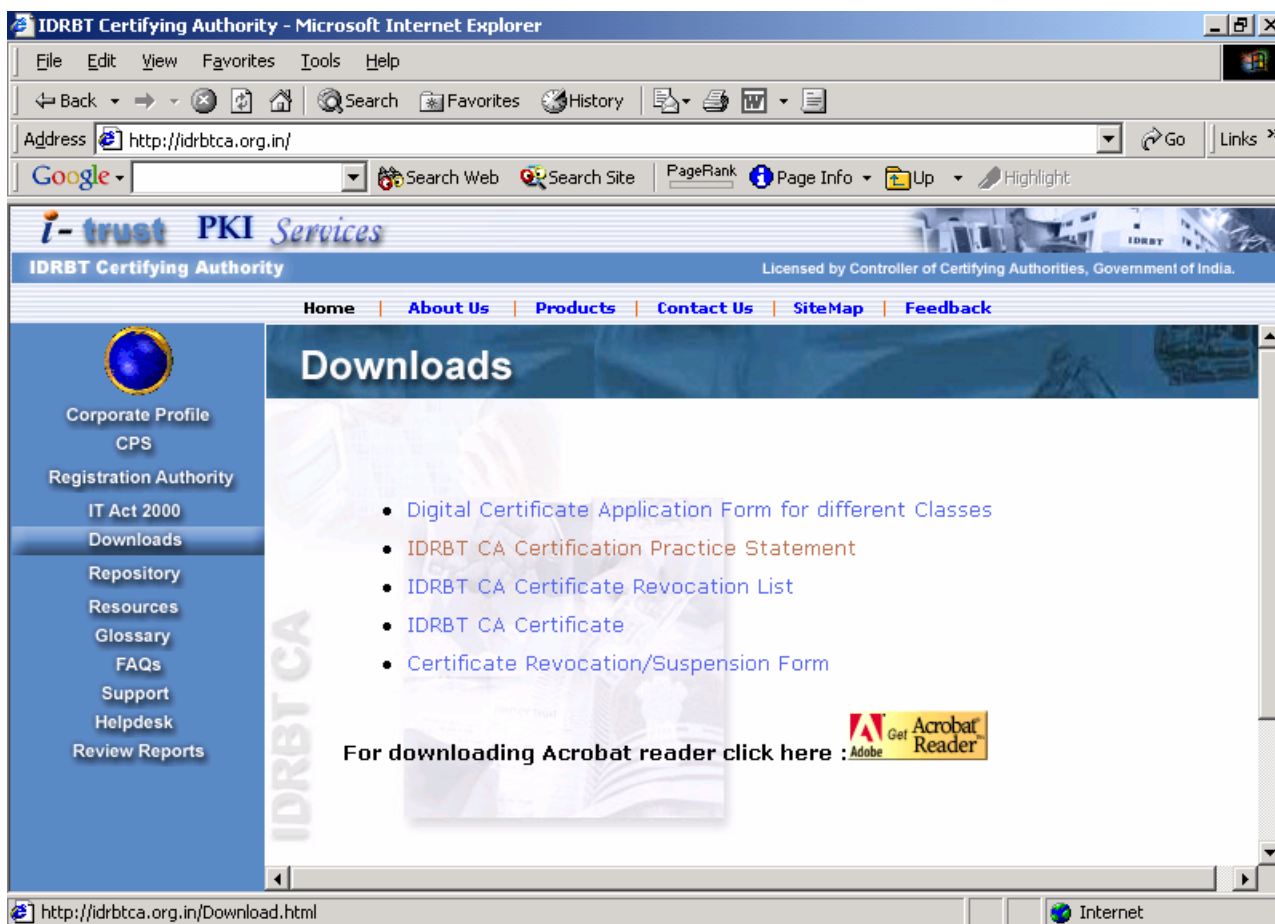 IDRBT Certifying Authority - Microsoft Internet Explorer
File Edit View Favorites Tools Help
Back Search Favorites History
Address http://idrbtca.org.in/ Go Links »
Google Search Web Search Site PageRank Page Info Up Highlight
i- trust PKI Services
IDRBT
IDRBT Certifying Authority Licensed by Controller of Certifying Authorities, Government of India.
Home | About Us | Products | Contact Us | SiteMap | Feedback
Downloads
Corporate Profile
CPS
Registration Authority
IT Act 2000
Downloads
Repository
Resources
Glossary
FAQs
Support
Helpdesk
Review Reports
• Digital Certificate Application Form for different Classes
• IDRBT CA Certification Practice Statement
• IDRBT CA Certificate Revocation List
• IDRBT CA Certificate
• Certificate Revocation/Suspension Form
IDRBT CA
For downloading Acrobat reader click here :
Adobe Get Acrobat Reader
http://idrbtca.org.in/Download.html Internet